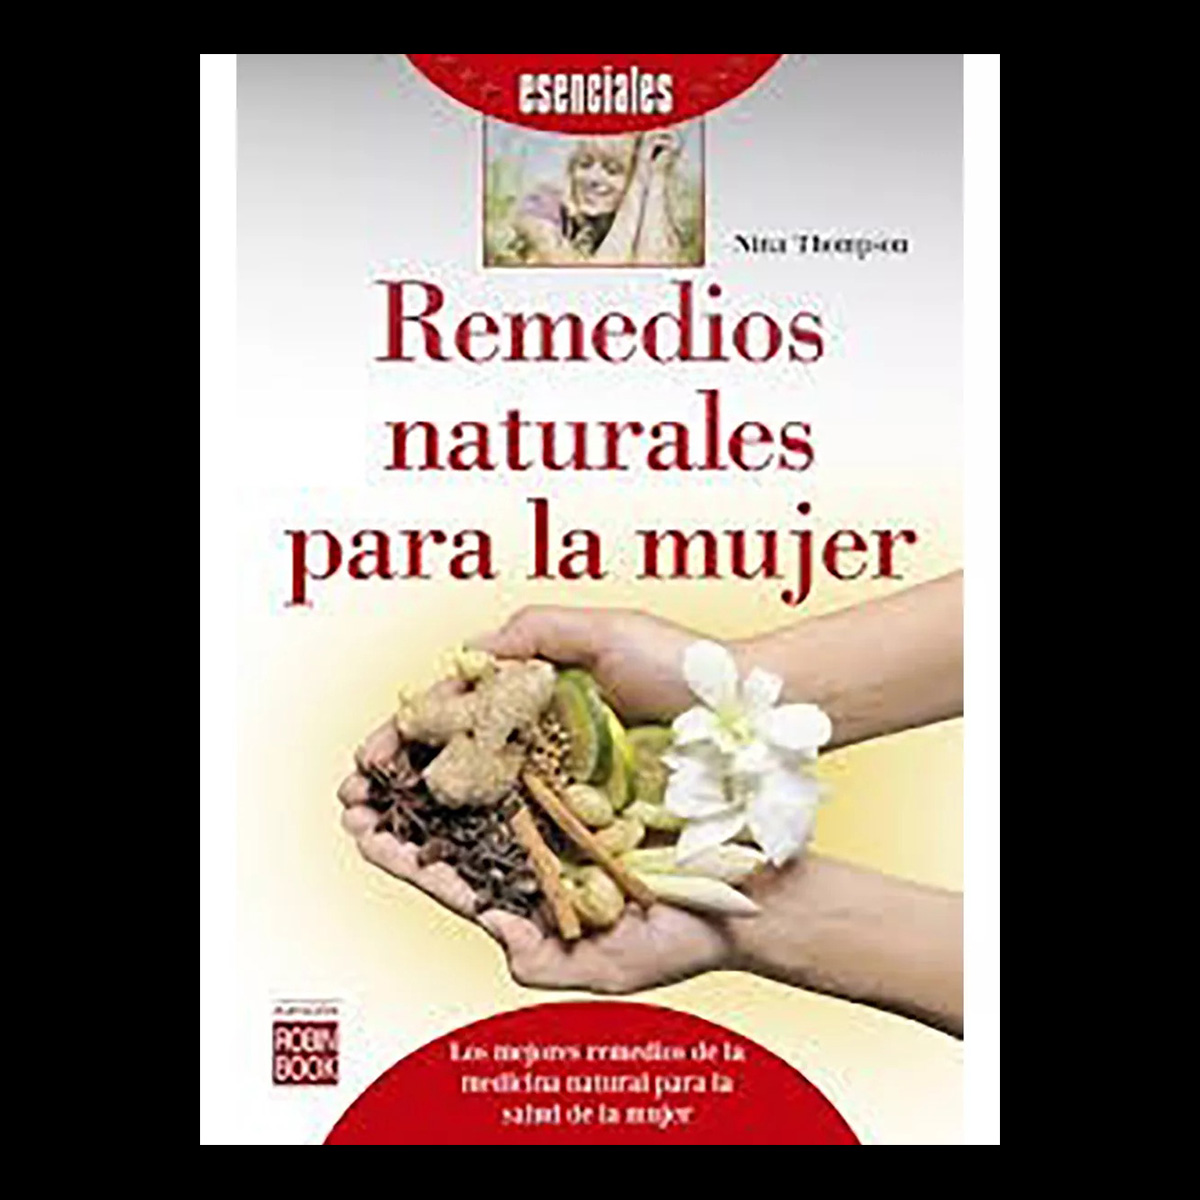 esenciales
Nina Thompson
Remedios
naturales
para la mujer
ROBIN
BOOK
Los mejores remedios de la
medicina natural para la
salud de la mujer